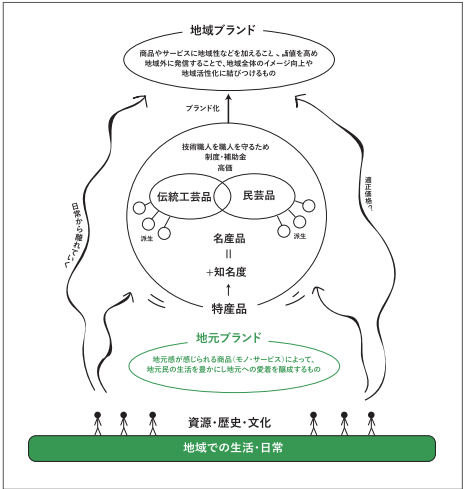 地域ブランド
商品やサービスに地域性などを加えること、価値を高め
地域外に発信することで、地域全体のイメージ向上や
地域活性化に結びつけるもの
ブランド化
技術職人を職人を守るため
制度・補助金
高価
伝統工芸品
民芸品
派生
派生
日常から離れていく
適正価格?
名産品
=
+知名度
特産品
地元ブランド
地元感が感じられる商品(モノ・サービス)によって、
地元民の生活を豊かにし地元への愛着を醸成するもの
資源・歴史・文化
地域での生活・日常